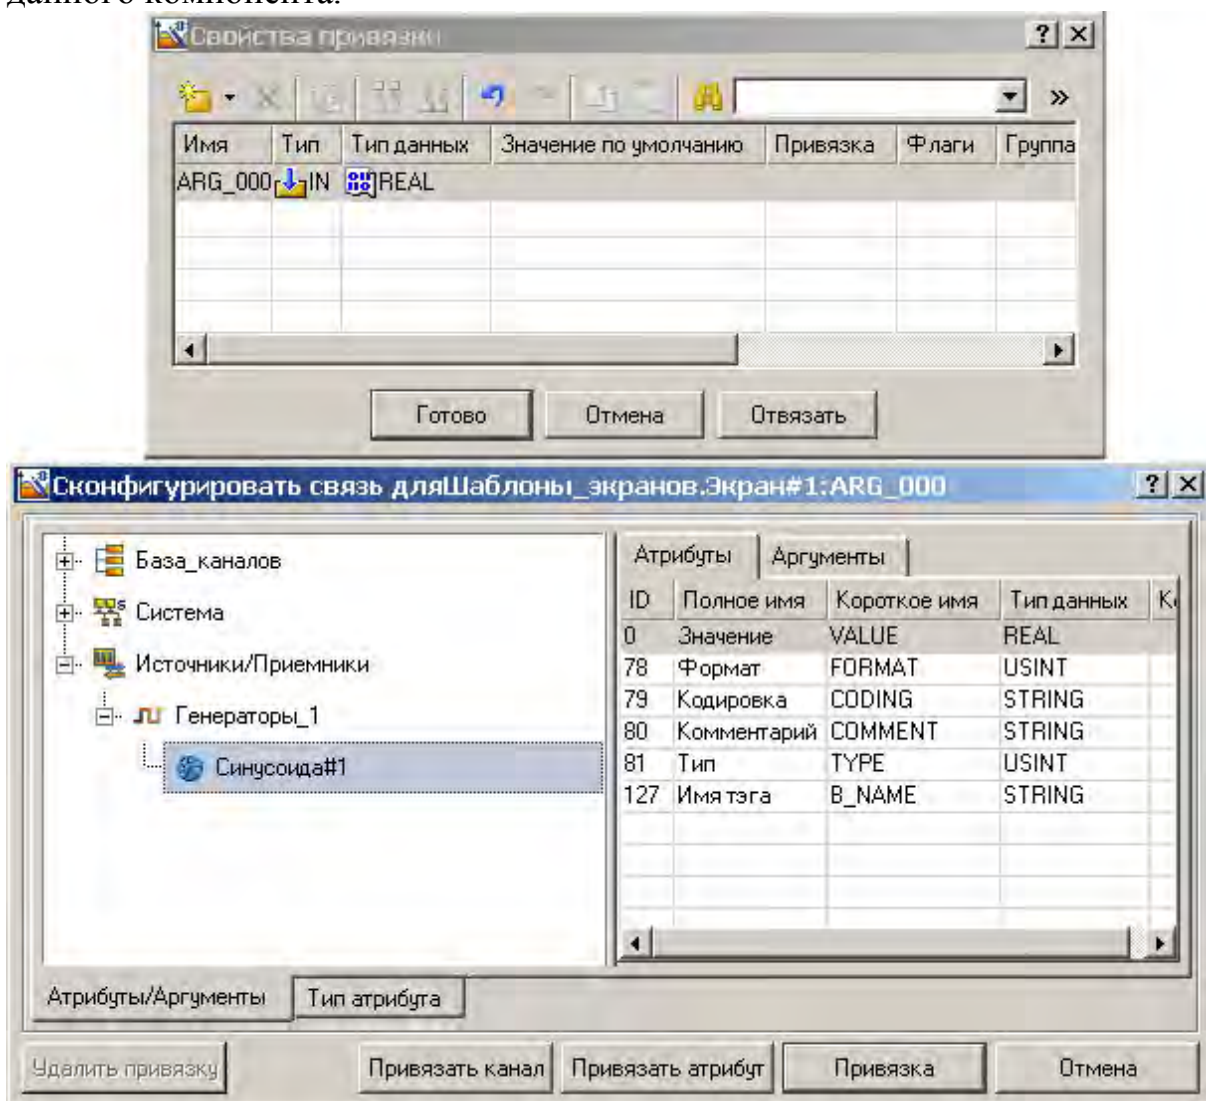 данного компонента.
Свойства привязки
Имя Тип Тип данных Значение по умолчанию Привязка Флаги Группа
ARG_000 IN REAL
Готово Отмена Отвязать
Сконфигурировать связь дляШаблоны_экранов.Экран#1:ARG_000
База_каналов
Система
Источники/Приемники
Генераторы_1
Синусоида#1
Атрибуты Аргументы
ID Полное имя Короткое имя Тип данных
0 Значение VALUE REAL
78 Формат FORMAT USINT
79 Кодировка CODING STRING
80 Комментарий COMMENT STRING
81 Тип TYPE USINT
127 Имя тэга B_NAME STRING
Атрибуты/Аргументы Тип атрибута
Удалить привязку Привязать канал Привязать атрибут Привязка Отмена